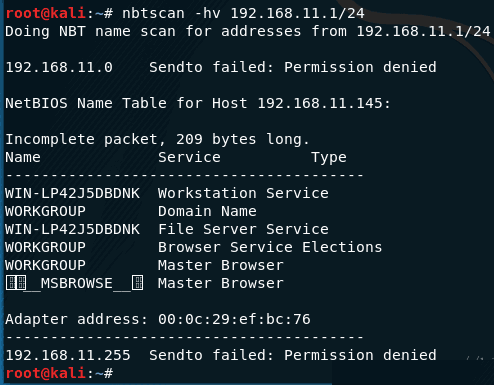 root@kali:~# nbtscan -hv 192.168.11.1/24
Doing NBT name scan for addresses from 192.168.11.1/24
192.168.11.0    Sendto failed: Permission denied
NetBIOS Name Table for Host 192.168.11.145:
Incomplete packet, 209 bytes long.
Name             Service          Type
----------------------------------------
WIN-LP42J5DBDNK  Workstation Service
WORKGROUP        Domain Name
WIN-LP42J5DBDNK  File Server Service
WORKGROUP        Browser Service Elections
WORKGROUP        Master Browser
__MSBROWSE__  Master Browser
Adapter address: 00:0c:29:ef:bc:76
----------------------------------------
192.168.11.255  Sendto failed: Permission denied
root@kali:~#